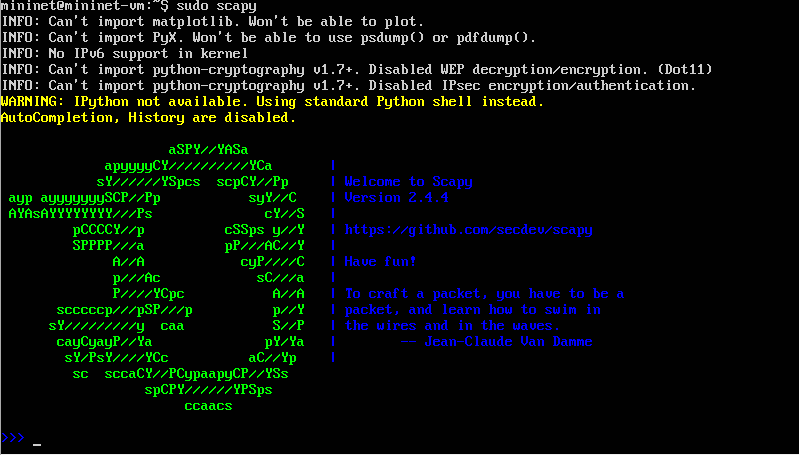 mininet@mininet-vm:~$ sudo scapy
INFO: Can't import matplotlib. Won't be able to plot.
INFO: Can't import PyX. Won't be able to use psdump() or pdfdump().
INFO: No IPv6 support in kernel
INFO: Can't import python-cryptography v1.7+. Disabled WEP decryption/encryption. (Dot11)
INFO: Can't import python-cryptography v1.7+. Disabled IPsec encryption/authentication.
WARNING: IPython not available. Using standard Python shell instead.
AutoCompletion, History are disabled.

                     aSPY//YASa
             apyyyyCY//////////YCa       |
            sY//////YSpcs  scpCY//Pp     | Welcome to Scapy
 ayp ayyyyyyySCP//Pp           syY//C    | Version 2.4.4
 AYAsAYYYYYYYY///Ps              cY//S   |
         pCCCCY//p          cSSps y//Y   | https://github.com/secdev/scapy
         SPPPP///a          pP///AC//Y   |
              A//A            cyP////C   | Have fun!
              p///Ac            sC///a   |
              P////YCpc           A//A   | To craft a packet, you have to be a
       scccccp///pSP///p          p//Y   | packet, and learn how to swim in
      sY/////////y  caa           S//P   | the wires and in the waves.
       cayCyayP//Ya              pY/Ya   |        -- Jean-Claude Van Damme
        sY/PsY////YCc          aC//Yp    |
         sc  sccaCY//PCypaapyCP//YSs
                  spCPY//////YPSps
                       ccaacs

>>> _